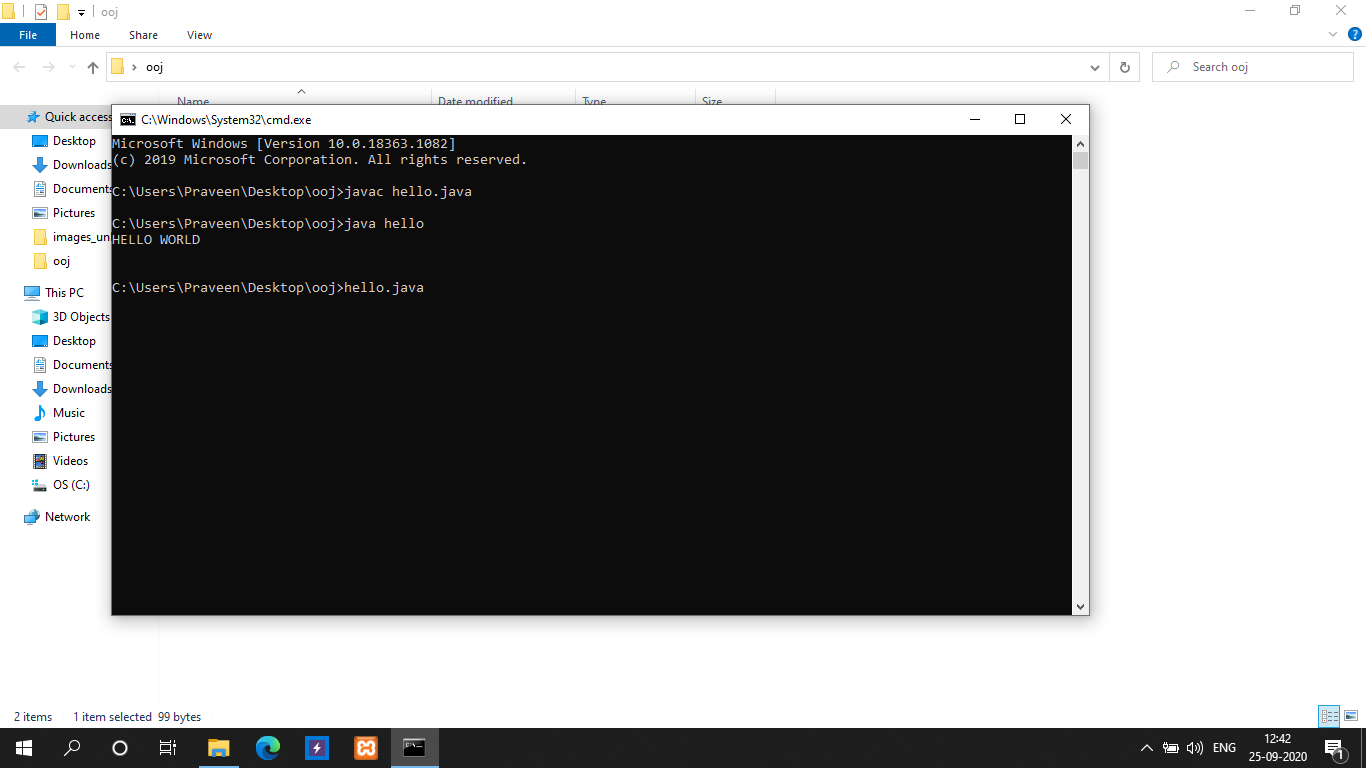 ooj
File Home Share View
ooj
Search ooj
Name Date modified Type Size
Quick access
Desktop
Downloads
Documents
Pictures
images_un
ooj
This PC
3D Objects
Desktop
Documents
Downloads
Music
Pictures
Videos
OS (C:)
Network
C:\Windows\System32\cmd.exe
Microsoft Windows [Version 10.0.18363.1082]
(c) 2019 Microsoft Corporation. All rights reserved.
C:\Users\Praveen\Desktop\ooj>javac hello.java
C:\Users\Praveen\Desktop\ooj>java hello
HELLO WORLD
C:\Users\Praveen\Desktop\ooj>hello.java
2 items 1 item selected 99 bytes
ENG
12:42
25-09-2020
1